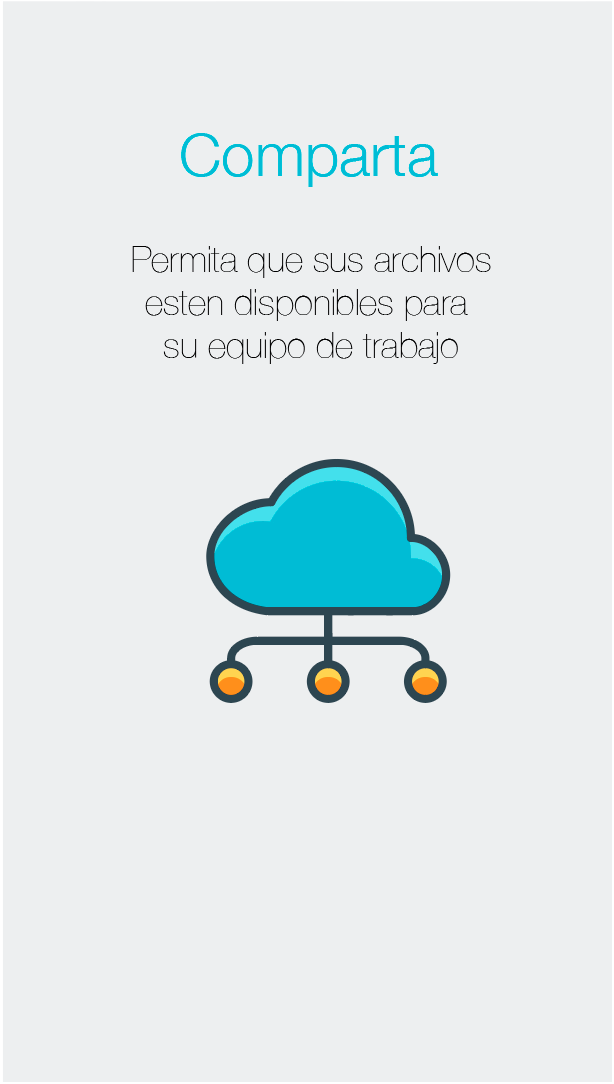 Comparta
Permita que sus archivos
esten disponibles para
su equipo de trabajo